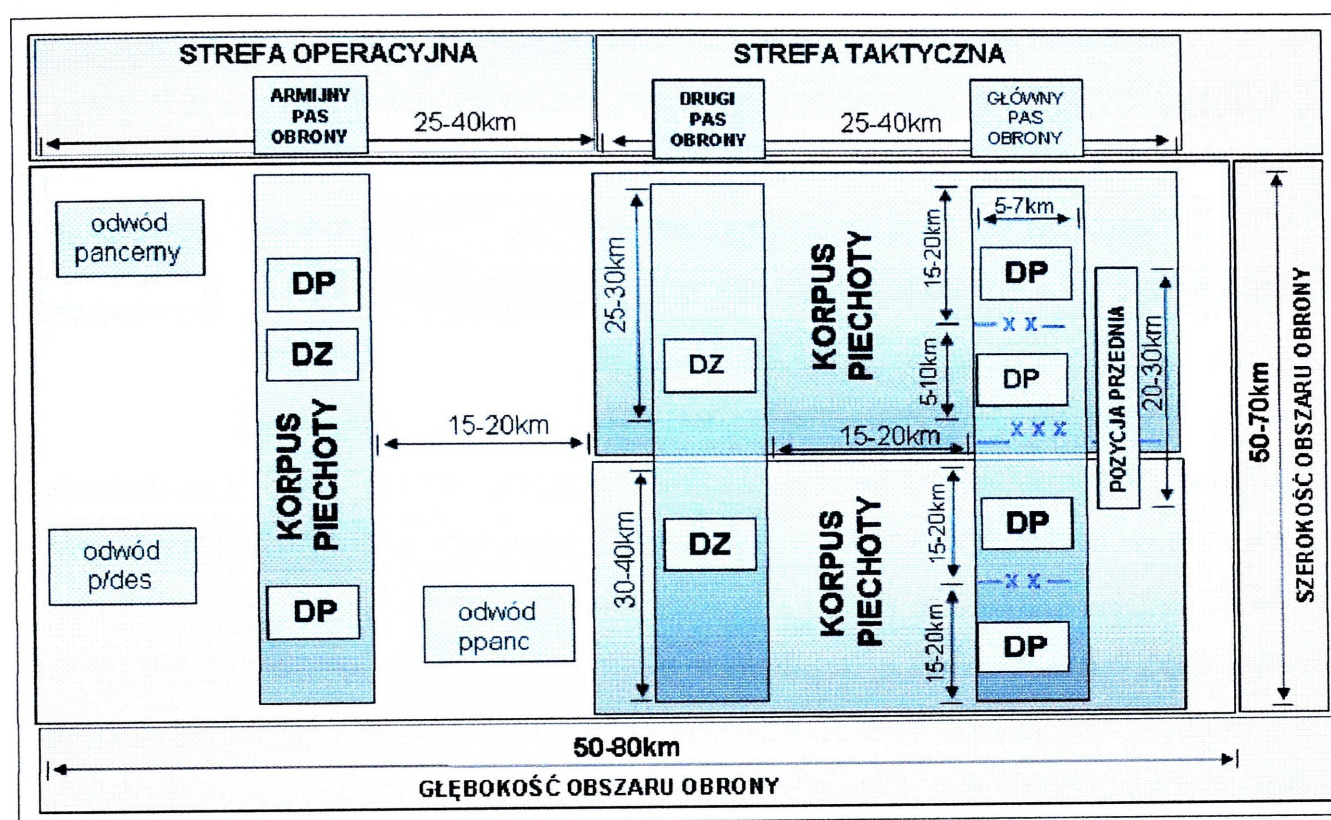 STREFA OPERACYJNA
STREFA TAKTYCZNA
ARMIJNY
PAS
OBRONY
25-40km
DRUGI
PAS
OBRONY
25-40km
GŁÓWNY
PAS
OBRONY
odwód
pancerny
DP
DZ
KORPUS
PIECHOTY
DP
odwód
p/des
15-20km
odwód
ppanc
25-30km
DZ
30-40km
DZ
KORPUS
PIECHOTY
15-20km
KORPUS
PIECHOTY
5-7km
15-20km
DP
X X
5-10km
DP
X X X
15-20km
DP
X X
15-20km
DP
POZYCJA PRZEDNIA
20-30km
50-70km
SZEROKOŚĆ OBSZARU OBRONY
50-80km
GŁĘBOKOŚĆ OBSZARU OBRONY